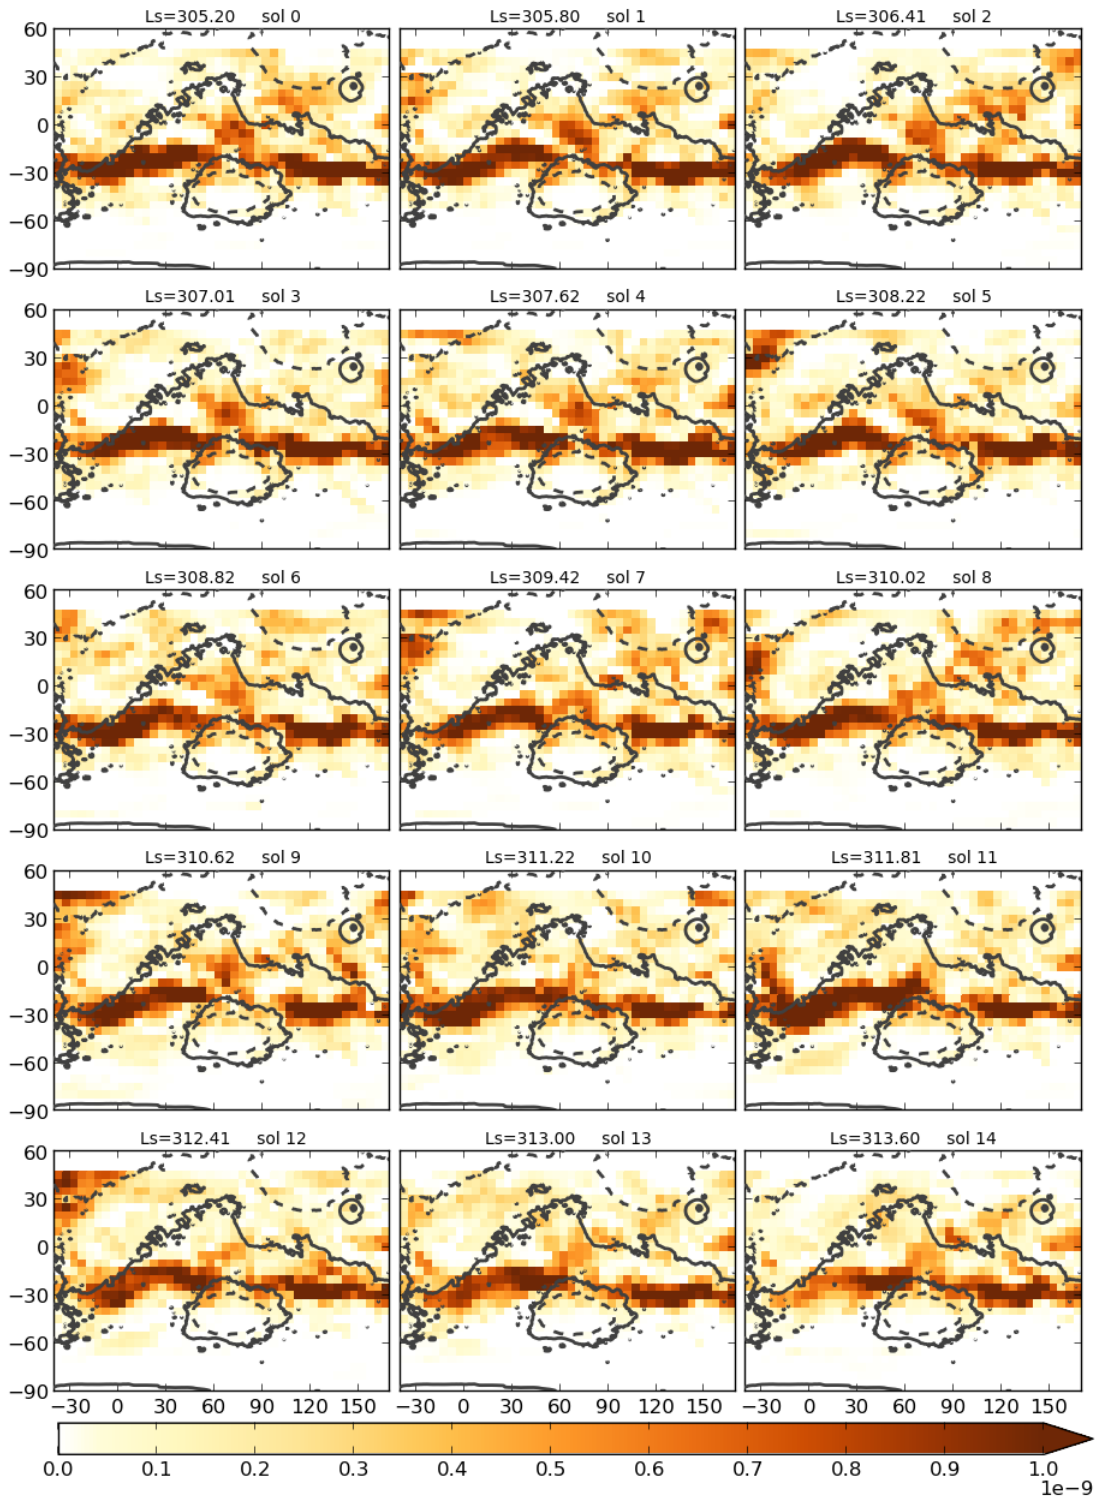 Ls=305.20 sol 0
Ls=305.80 sol 1
Ls=306.41 sol 2
60
30
0
−30
−60
−90
Ls=307.01 sol 3
Ls=307.62 sol 4
Ls=308.22 sol 5
60
30
0
−30
−60
−90
Ls=308.82 sol 6
Ls=309.42 sol 7
Ls=310.02 sol 8
60
30
0
−30
−60
−90
Ls=310.62 sol 9
Ls=311.22 sol 10
Ls=311.81 sol 11
60
30
0
−30
−60
−90
Ls=312.41 sol 12
Ls=313.00 sol 13
Ls=313.60 sol 14
60
30
0
−30
−60
−90
−30 0 30 60 90 120 150
−30 0 30 60 90 120 150
−30 0 30 60 90 120 150
0.0 0.1 0.2 0.3 0.4 0.5 0.6 0.7 0.8 0.9 1.0
1e−9